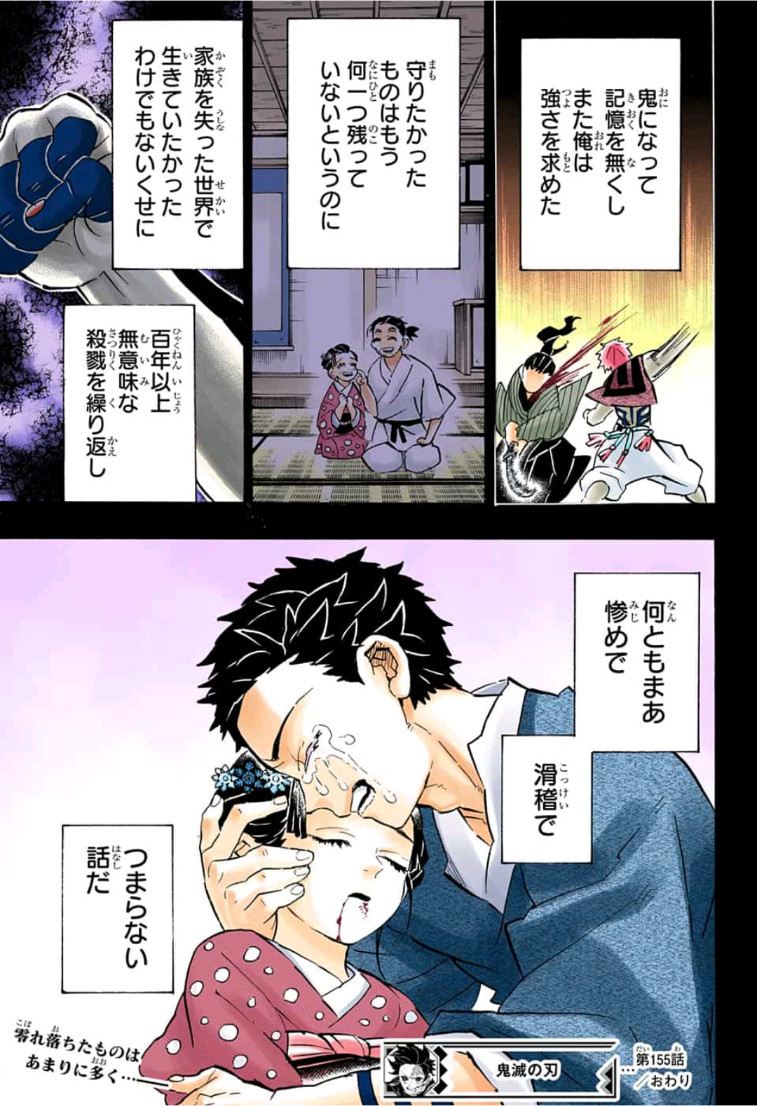 鬼になって
記憶を無くし
また俺は
強さを求めた
守りたかった
ものはもう
何一つ残って
いないというのに
家族を失った世界で
生きていたかった
わけでもないくせに
百年以上
無意味な
殺戮を繰り返し
何ともまあ
惨めで
滑稽で
つまらない
話だ
零れ落ちたものは
あまりに多く…
鬼滅の刃
…第155話
/おわり